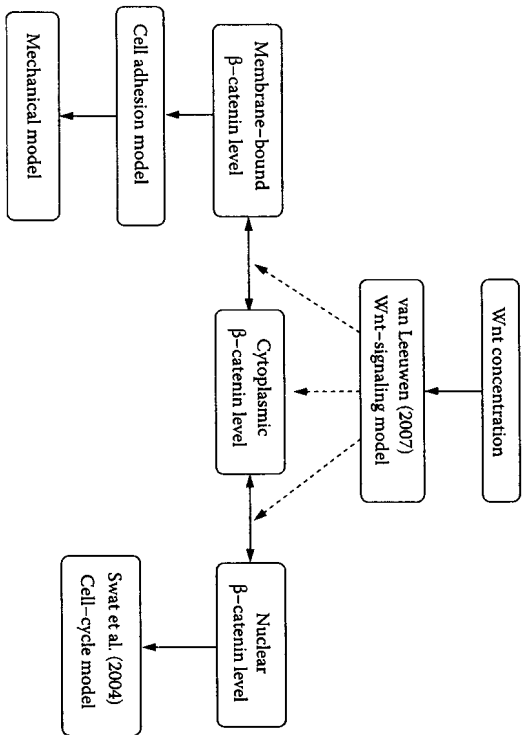 Wnt concentration
van Leeuwen (2007)
Wnt−signaling model
Membrane−bound
β−catenin level
Cytoplasmic
β−catenin level
Nuclear
β−catenin level
Cell adhesion model
Swat et al. (2004)
Cell−cycle model
Mechanical model